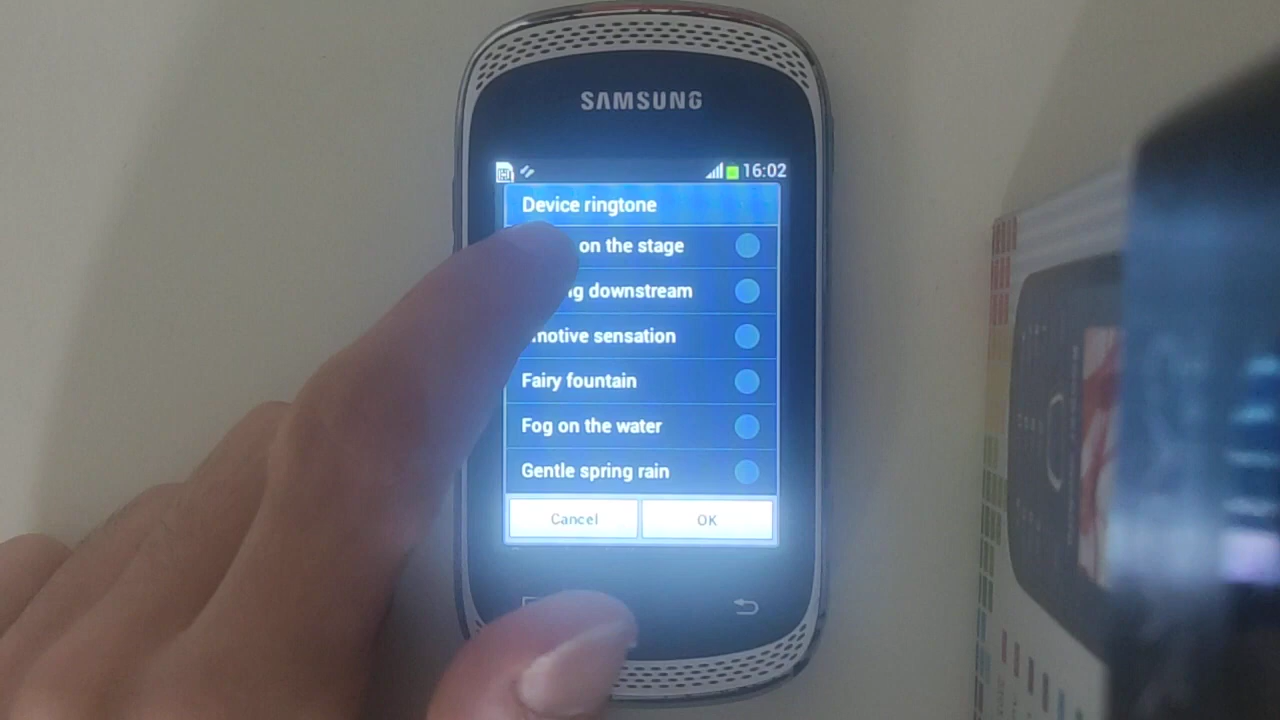 SAMSUNG
16:02
Device ringtone
on the stage
downstream
sensation
Fairy fountain
Fog on the water
Gentle spring rain
Cancel
OK